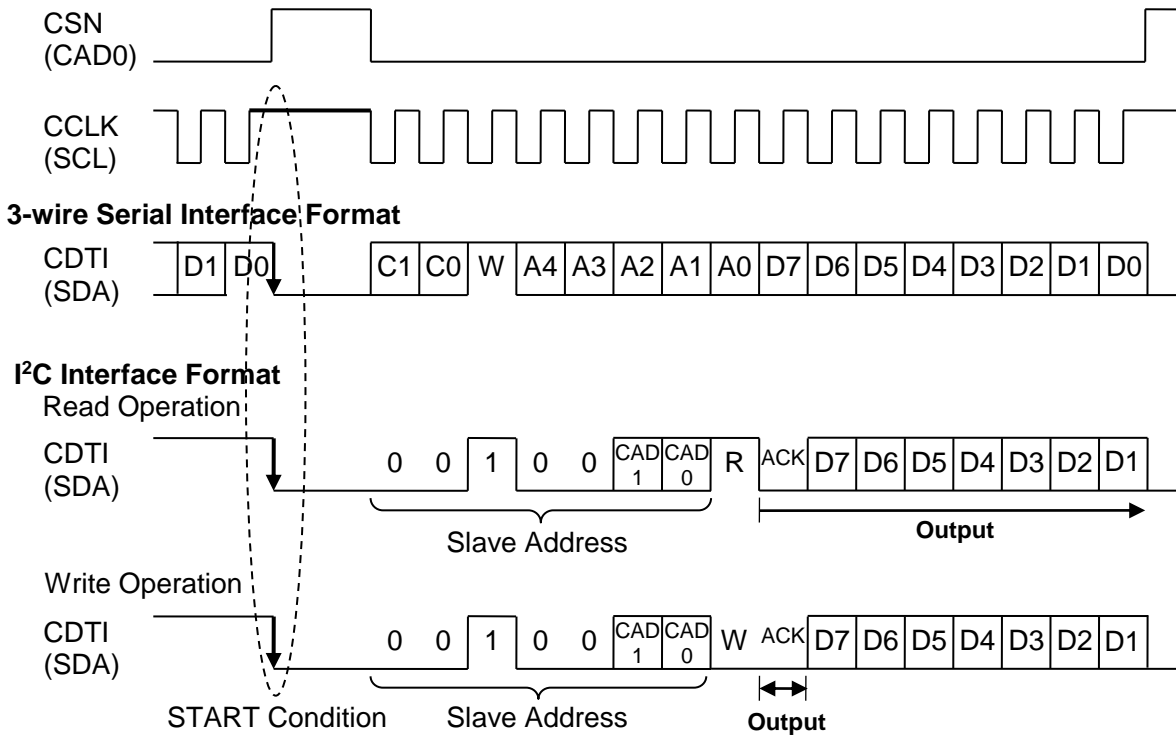 CSN
(CAD0)
CCLK
(SCL)
3-wire Serial Interface Format
CDTI
(SDA)
D1 D0 C1 C0 W A4 A3 A2 A1 A0 D7 D6 D5 D4 D3 D2 D1 D0
I²C Interface Format
Read Operation
CDTI
(SDA)
0 0 1 0 0 CAD 1 CAD 0 R ACK D7 D6 D5 D4 D3 D2 D1
Slave Address
Output
Write Operation
CDTI
(SDA)
0 0 1 0 0 CAD 1 CAD 0 W ACK D7 D6 D5 D4 D3 D2 D1
START Condition
Slave Address
Output